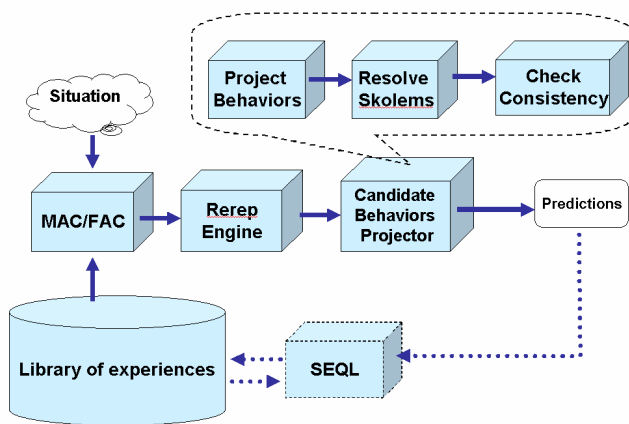 Project
Behaviors
Resolve
Skolems
Check
Consistency
Situation
MAC/FAC
Rerep
Engine
Candidate
Behaviors
Projector
Predictions
Library of experiences
SEQL